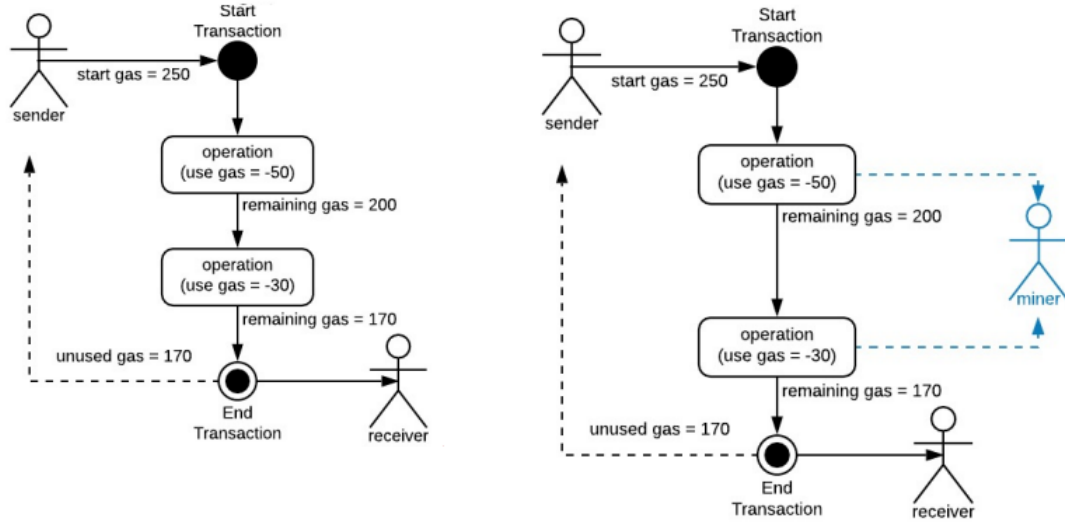 Start
Transaction
start gas = 250
sender
operation
(use gas = -50)
remaining gas = 200
operation
(use gas = -30)
remaining gas = 170
unused gas = 170
End
Transaction
receiver
Start
Transaction
start gas = 250
sender
operation
(use gas = -50)
remaining gas = 200
miner
operation
(use gas = -30)
remaining gas = 170
unused gas = 170
End
Transaction
receiver